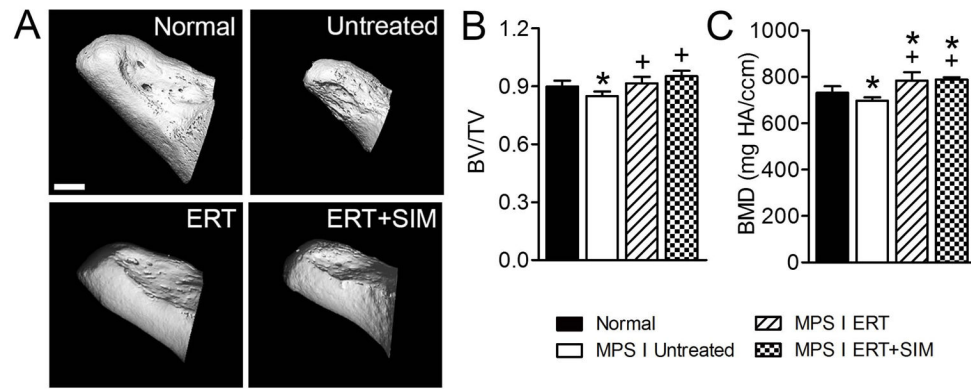 A
Normal
Untreated
ERT
ERT+SIM
B
1.2
0.9
0.6
0.3
0.0
BV/TV
*
+
+
C
1000
800
600
400
200
0
BMD (mg HA/ccm)
*
*
+
*
+
Normal
MPS I Untreated
MPS I ERT
MPS I ERT+SIM